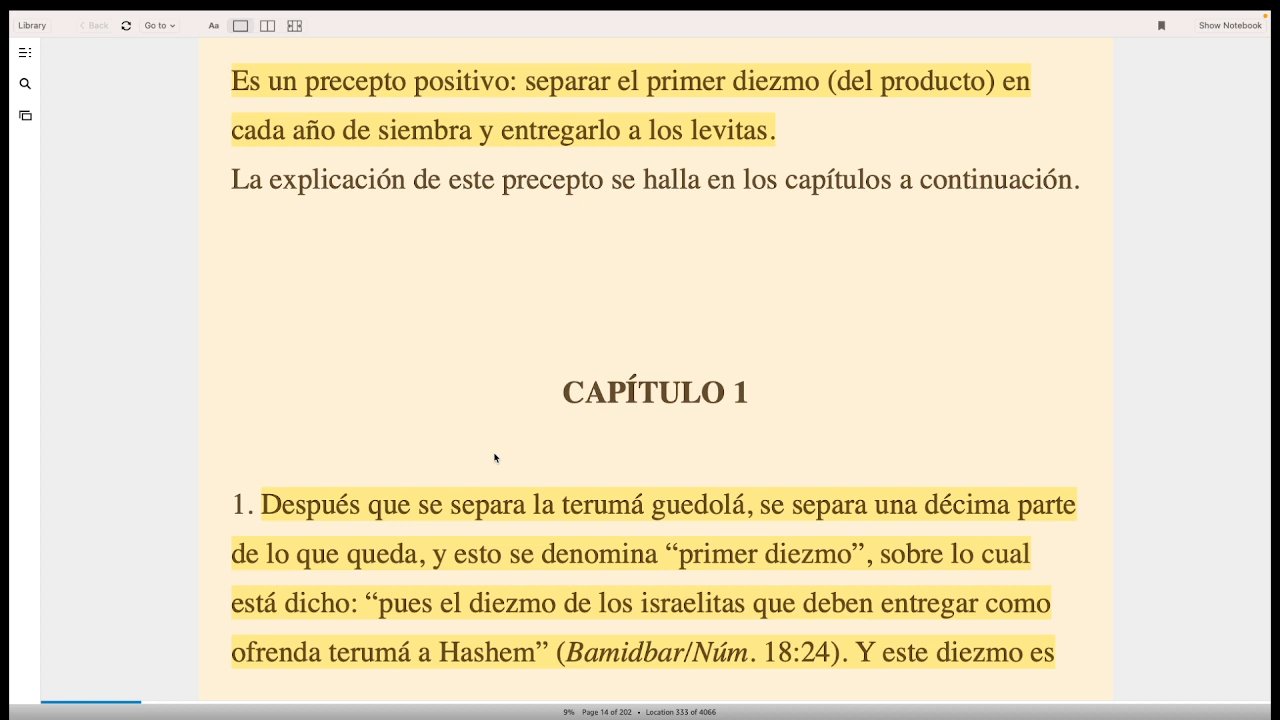 Library
Back
Go to
Aa
Show Notebook
Es un precepto positivo: separar el primer diezmo (del producto) en
cada año de siembra y entregarlo a los levitas.
La explicación de este precepto se halla en los capítulos a continuación.
CAPÍTULO 1
1. Después que se separa la terumá guedolá, se separa una décima parte
de lo que queda, y esto se denomina “primer diezmo”, sobre lo cual
está dicho: “pues el diezmo de los israelitas que deben entregar como
ofrenda terumá a Hashem” (Bamidbar/Núm. 18:24). Y este diezmo es
9% Page 14 of 202 • Location 333 of 4066